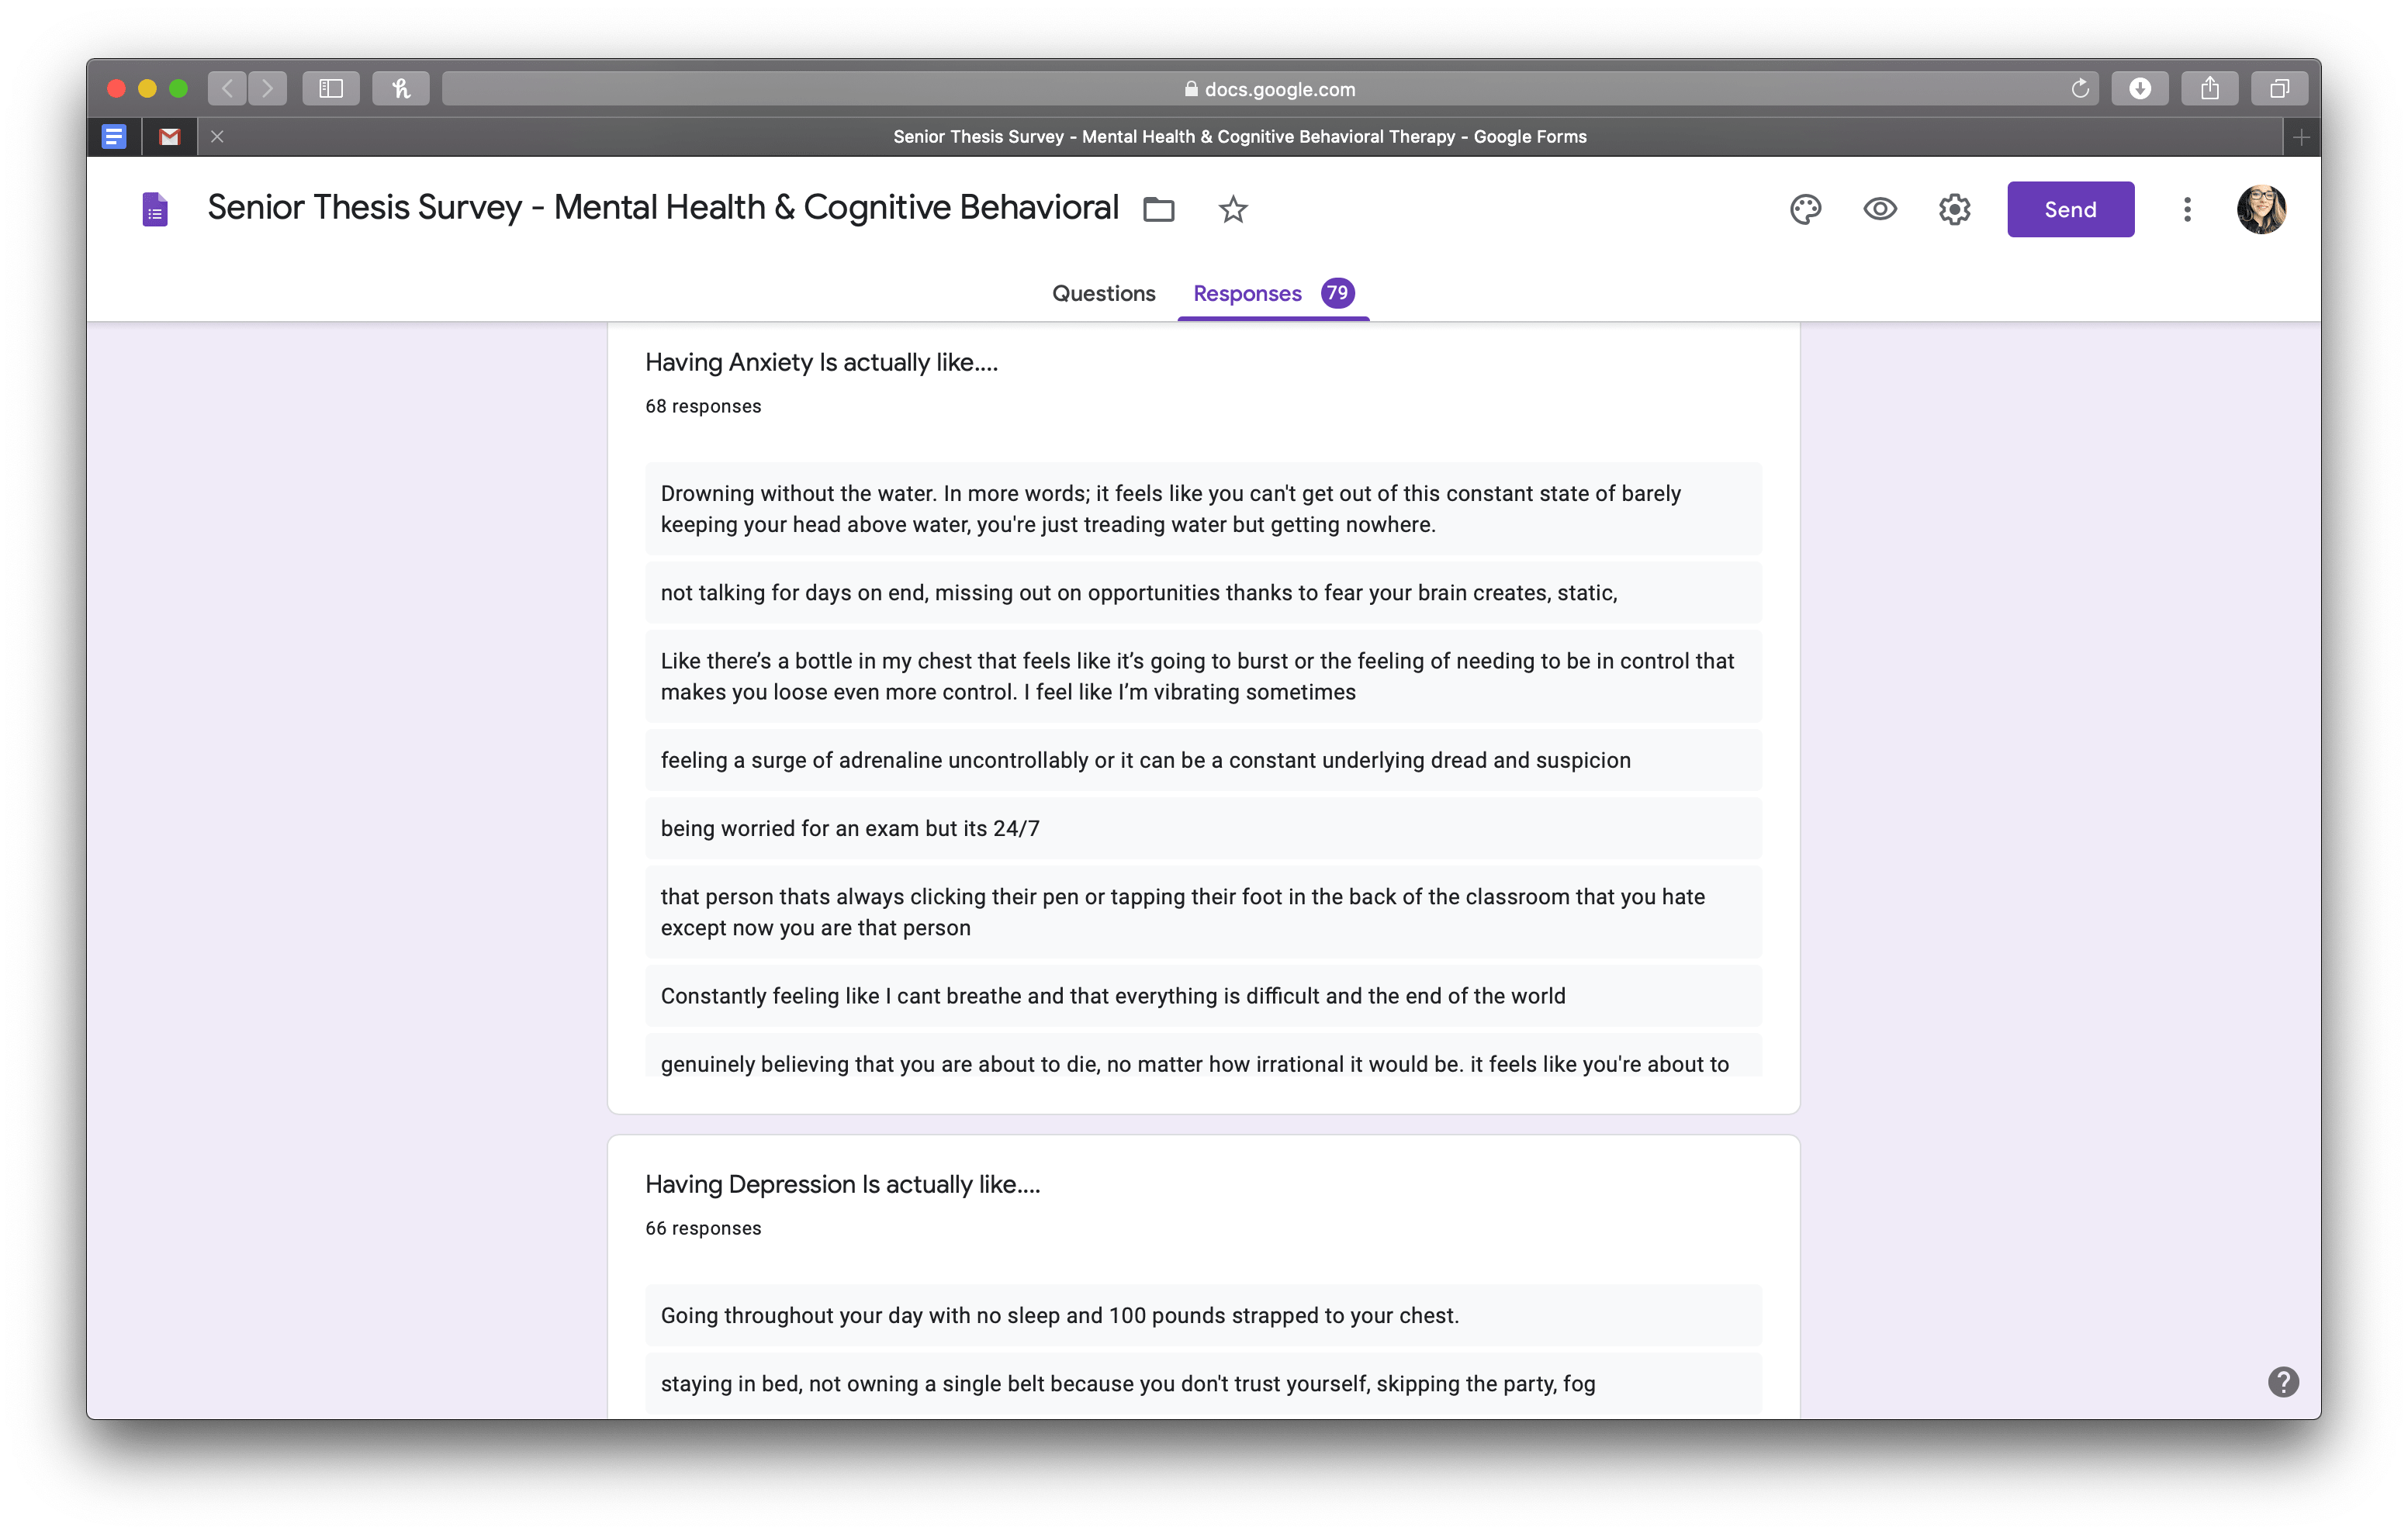 docs.google.com
Senior Thesis Survey - Mental Health & Cognitive Behavioral Therapy - Google Forms
Senior Thesis Survey - Mental Health & Cognitive Behavioral
Send
Questions
Responses
79
Having Anxiety Is actually like....
68 responses
Drowning without the water. In more words; it feels like you can't get out of this constant state of barely
keeping your head above water, you're just treading water but getting nowhere.
not talking for days on end, missing out on opportunities thanks to fear your brain creates, static,
Like there’s a bottle in my chest that feels like it’s going to burst or the feeling of needing to be in control that
makes you loose even more control. I feel like I’m vibrating sometimes
feeling a surge of adrenaline uncontrollably or it can be a constant underlying dread and suspicion
being worried for an exam but its 24/7
that person thats always clicking their pen or tapping their foot in the back of the classroom that you hate
except now you are that person
Constantly feeling like I cant breathe and that everything is difficult and the end of the world
genuinely believing that you are about to die, no matter how irrational it would be. it feels like you're about to
Having Depression Is actually like....
66 responses
Going throughout your day with no sleep and 100 pounds strapped to your chest.
staying in bed, not owning a single belt because you don't trust yourself, skipping the party, fog